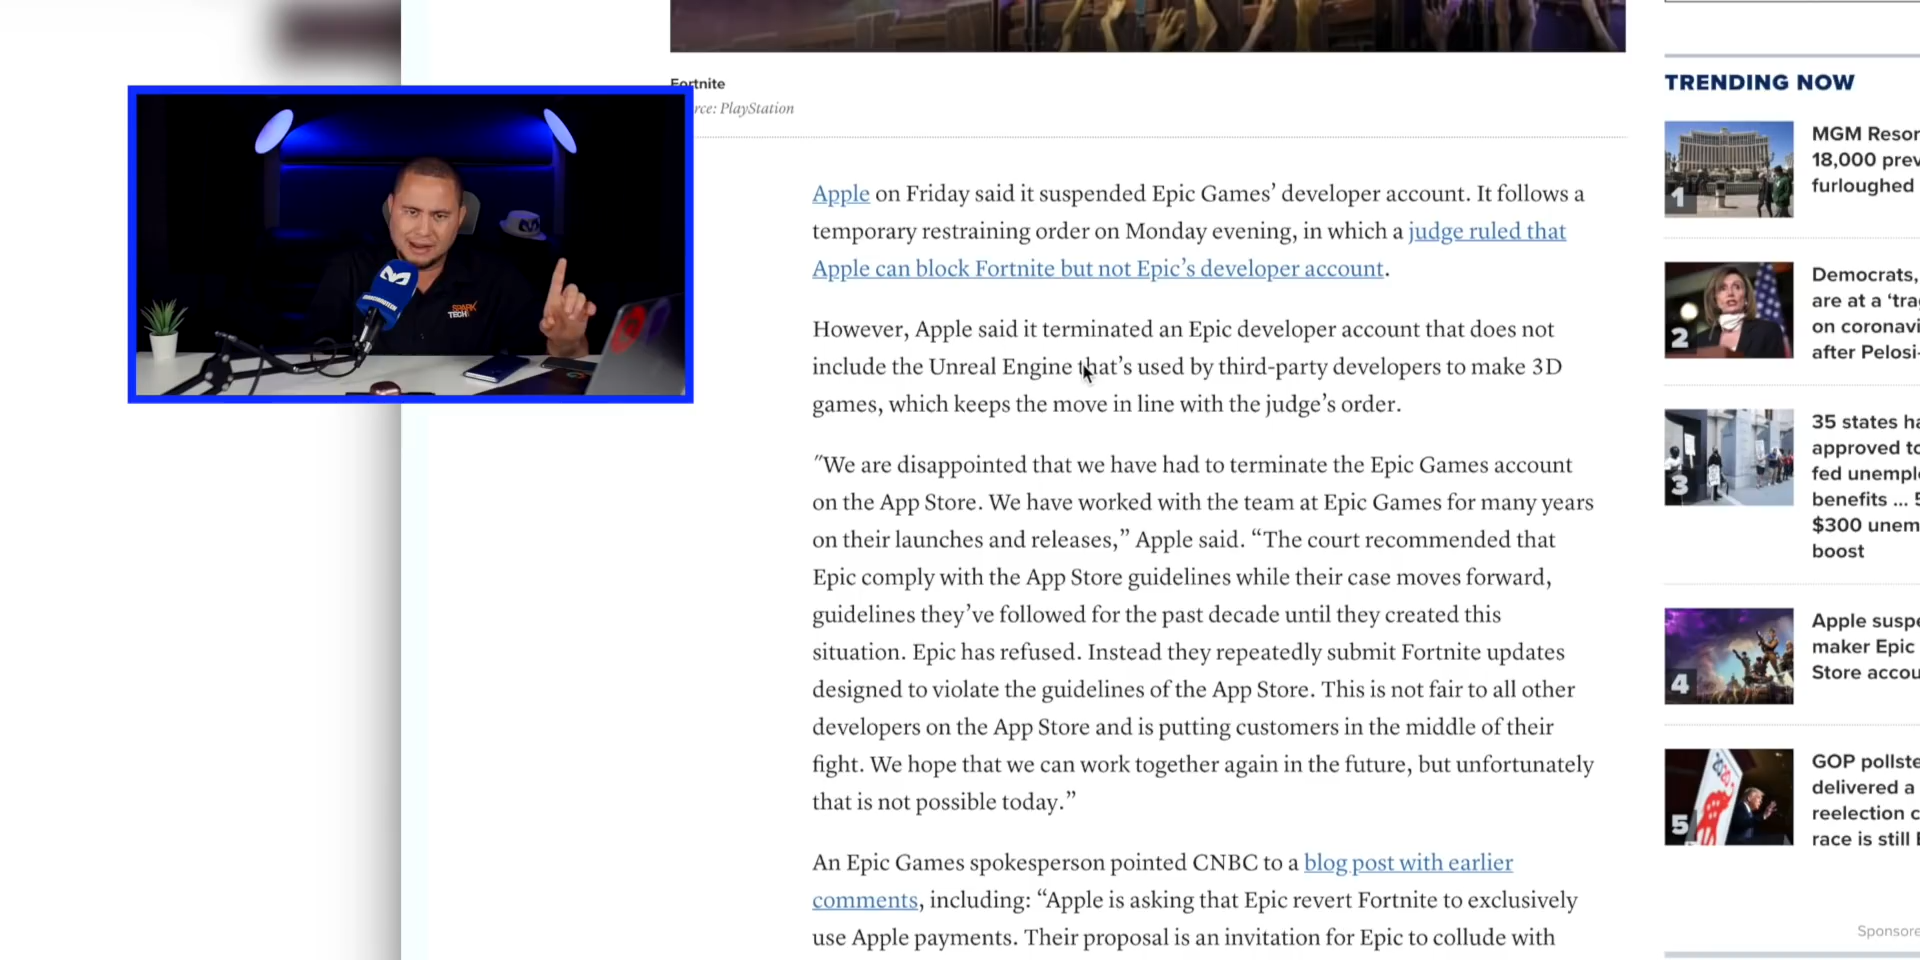 Fortnite
rce: PlayStation
Apple on Friday said it suspended Epic Games’ developer account. It follows a
temporary restraining order on Monday evening, in which a judge ruled that
Apple can block Fortnite but not Epic’s developer account.
However, Apple said it terminated an Epic developer account that does not
include the Unreal Engine that’s used by third-party developers to make 3D
games, which keeps the move in line with the judge’s order.
"We are disappointed that we have had to terminate the Epic Games account
on the App Store. We have worked with the team at Epic Games for many years
on their launches and releases,” Apple said. “The court recommended that
Epic comply with the App Store guidelines while their case moves forward,
guidelines they’ve followed for the past decade until they created this
situation. Epic has refused. Instead they repeatedly submit Fortnite updates
designed to violate the guidelines of the App Store. This is not fair to all other
developers on the App Store and is putting customers in the middle of their
fight. We hope that we can work together again in the future, but unfortunately
that is not possible today.”
An Epic Games spokesperson pointed CNBC to a blog post with earlier
comments, including: “Apple is asking that Epic revert Fortnite to exclusively
use Apple payments. Their proposal is an invitation for Epic to collude with
TRENDING NOW
1
MGM Resor
18,000 prev
furloughed
2
Democrats,
are at a ‘tra
on coronavi
after Pelosi-
3
35 states ha
approved to
fed unempl
benefits ... 5
$300 unem
boost
4
Apple suspe
maker Epic
Store accou
5
GOP pollste
delivered a
reelection c
race is still
Sponsore
SPARK
TECH